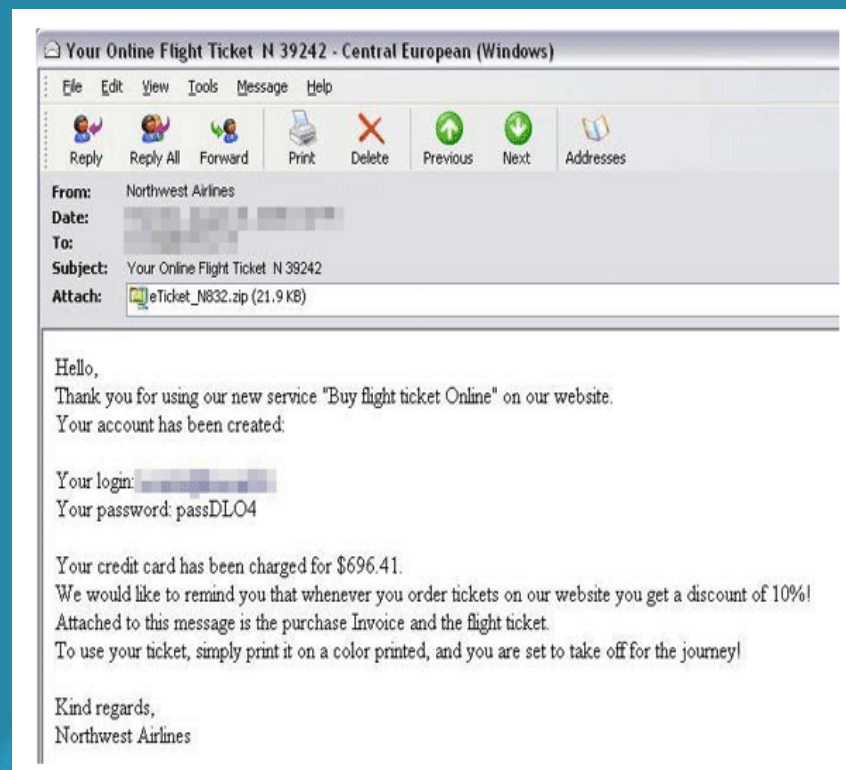 Your Online Flight Ticket N 39242 - Central European (Windows)
File Edit View Tools Message Help
Reply Reply All Forward Print Delete Previous Next Addresses
From: Northwest Airlines
Date:
To:
Subject: Your Online Flight Ticket N 39242
Attach: eTicket_N832.zip (21.9 KB)
Hello,
Thank you for using our new service "Buy flight ticket Online" on our website.
Your account has been created:
Your login:
Your password: passDLO4
Your credit card has been charged for $696.41.
We would like to remind you that whenever you order tickets on our website you get a discount of 10%!
Attached to this message is the purchase Invoice and the flight ticket.
To use your ticket, simply print it on a color printed, and you are set to take off for the journey!
Kind regards,
Northwest Airlines